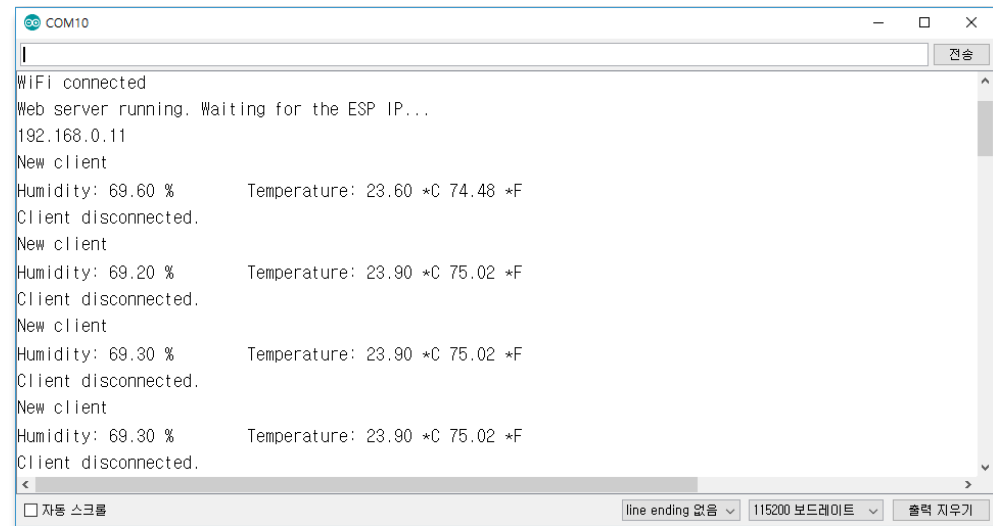 COM10
전송
WiFi connected
Web server running. Waiting for the ESP IP...
192.168.0.11
New client
Humidity: 69.60 % Temperature: 23.60 *C 74.48 *F
Client disconnected.
New client
Humidity: 69.20 % Temperature: 23.90 *C 75.02 *F
Client disconnected.
New client
Humidity: 69.30 % Temperature: 23.90 *C 75.02 *F
Client disconnected.
New client
Humidity: 69.30 % Temperature: 23.90 *C 75.02 *F
Client disconnected.
자동 스크롤 line ending 없음 115200 보드레이트 출력 지우기